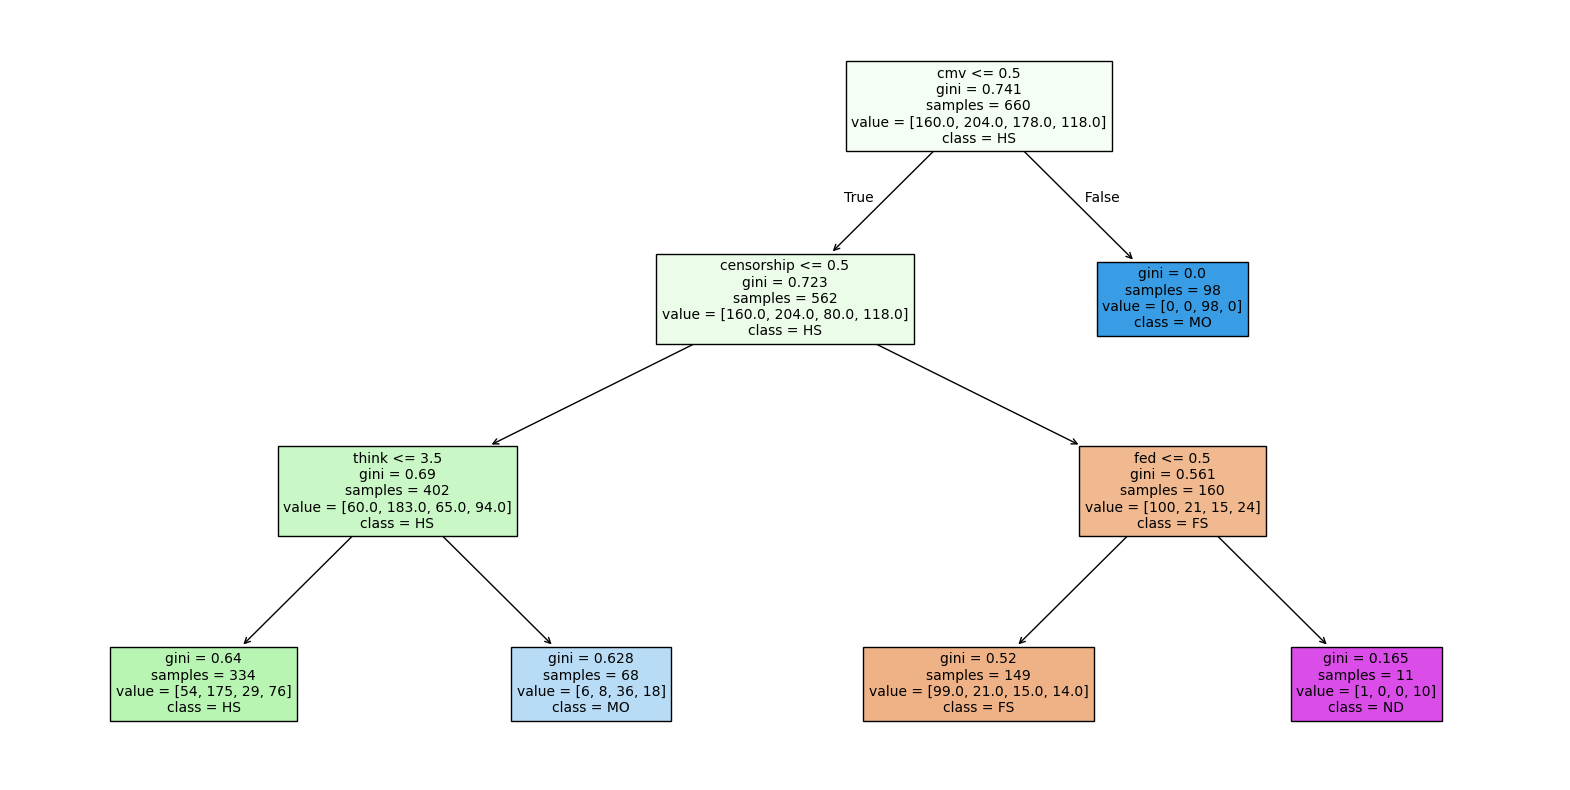 cmv <= 0.5
gini = 0.741
samples = 660
value = [160.0, 204.0, 178.0, 118.0]
class = HS
True
False
censorship <= 0.5
gini = 0.723
samples = 562
value = [160.0, 204.0, 80.0, 118.0]
class = HS
gini = 0.0
samples = 98
value = [0, 0, 98, 0]
class = MO
think <= 3.5
gini = 0.69
samples = 402
value = [60.0, 183.0, 65.0, 94.0]
class = HS
fed <= 0.5
gini = 0.561
samples = 160
value = [100, 21, 15, 24]
class = FS
gini = 0.64
samples = 334
value = [54, 175, 29, 76]
class = HS
gini = 0.628
samples = 68
value = [6, 8, 36, 18]
class = MO
gini = 0.52
samples = 149
value = [99.0, 21.0, 15.0, 14.0]
class = FS
gini = 0.165
samples = 11
value = [1, 0, 0, 10]
class = ND